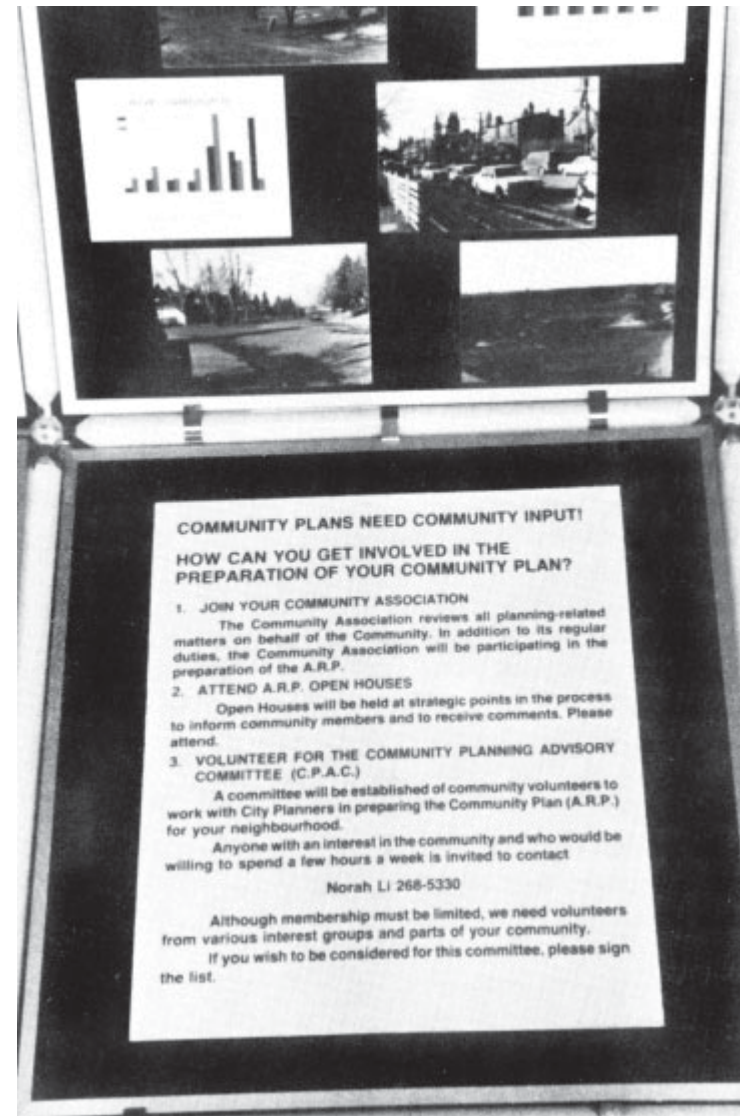 COMMUNITY PLANS NEED COMMUNITY INPUT!
HOW CAN YOU GET INVOLVED IN THE
PREPARATION OF YOUR COMMUNITY PLAN?
1. JOIN YOUR COMMUNITY ASSOCIATION
The Community Association reviews all planning-related
matters on behalf of the Community. In addition to its regular
duties, the Community Association will be participating in the
preparation of the A.R.P.
2. ATTEND A.R.P. OPEN HOUSES
Open Houses will be held at strategic points in the process
to inform community members and to receive comments. Please
attend.
3. VOLUNTEER FOR THE COMMUNITY PLANNING ADVISORY
COMMITTEE (C.P.A.C.)
A committee will be established of community volunteers to
work with City Planners in preparing the Community Plan (A.R.P.)
for your neighbourhood.
Anyone with an interest in the community and who would be
willing to spend a few hours a week is invited to contact
Norah Li 268-5330
Although membership must be limited, we need volunteers
from various interest groups and parts of your community.
If you wish to be considered for this committee, please sign
the list.